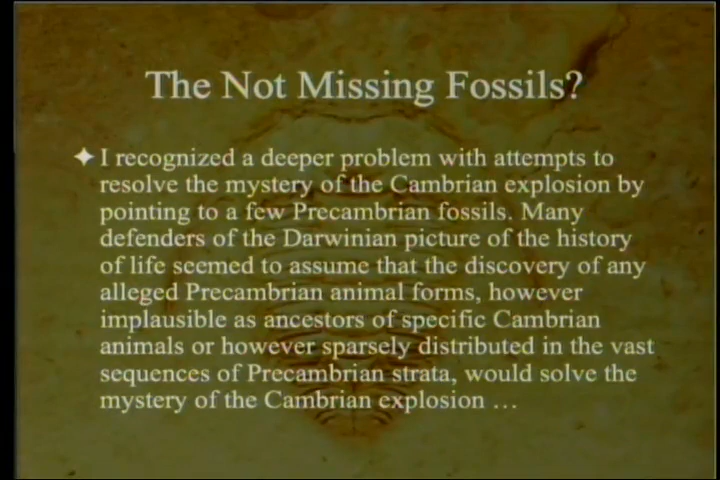 The Not Missing Fossils?
I recognized a deeper problem with attempts to
resolve the mystery of the Cambrian explosion by
pointing to a few Precambrian fossils. Many
defenders of the Darwinian picture of the history
of life seemed to assume that the discovery of any
alleged Precambrian animal forms, however
implausible as ancestors of specific Cambrian
animals or however sparsely distributed in the vast
sequences of Precambrian strata, would solve the
mystery of the Cambrian explosion …